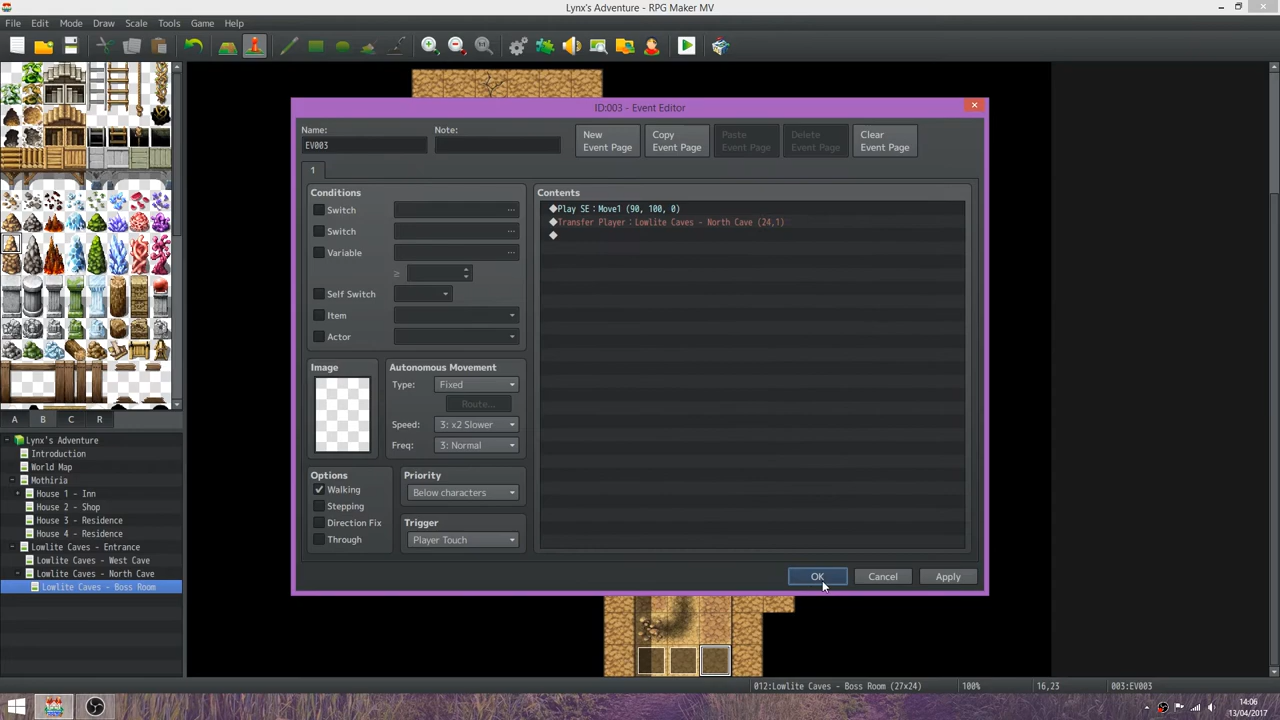 Lynx's Adventure - RPG Maker MV
File Edit Mode Draw Scale Tools Game Help
ID:003 - Event Editor
Name: Note:
EV003
New Event Page
Copy Event Page
Paste Event Page
Delete Event Page
Clear Event Page
1
Conditions
Switch ...
Switch ...
Variable ...
≥
Self Switch
Item
Actor
Contents
◆Play SE : Move1 (90, 100, 0)
◆Transfer Player : Lowlite Caves - North Cave (24,1)
◆
Image
Autonomous Movement
Type: Fixed
Route...
Speed: 3: x2 Slower
Freq: 3: Normal
Options
Walking
Stepping
Direction Fix
Through
Priority
Below characters
Trigger
Player Touch
OK Cancel Apply
A B C R
Lynx's Adventure
Introduction
World Map
Mothiria
House 1 - Inn
House 2 - Shop
House 3 - Residence
House 4 - Residence
Lowlite Caves - Entrance
Lowlite Caves - West Cave
Lowlite Caves - North Cave
Lowlite Caves - Boss Room
012:Lowlite Caves - Boss Room (27x24) 100% 16,23 003:EV003
14:06
13/04/2017